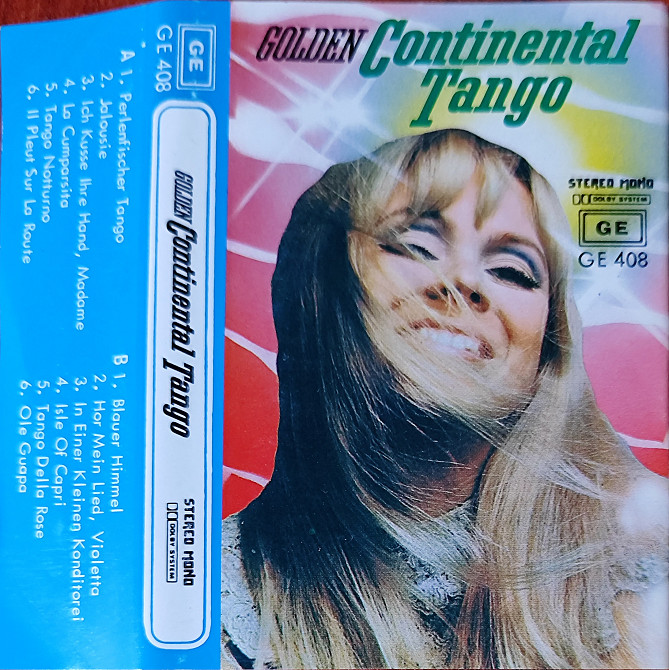 GE
GE 408
A 1. Perlenfischer Tango
2. Jalousie
3. Ich Kusse Ihre Hand, Madame
4. La Cumparsita
5. Tango Notturno
6. Il Pleut Sur La Route
B 1. Blauer Himmel
2. Hor Mein Lied, Violetta
3. In Einer Kleinen Konditorei
4. Isle Of Capri
5. Tango Della Rose
6. Ole Guapa
GOLDEN Continental Tango
STEREO MONO
DOLBY SYSTEM
GOLDEN Continental
Tango
STEREO MONO
DOLBY SYSTEM
GE
GE 408